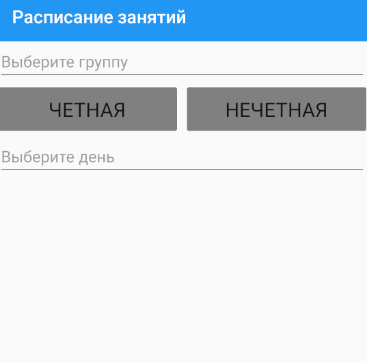 Расписание занятий
Выберите группу
ЧЕТНАЯ НЕЧЕТНАЯ
Выберите день